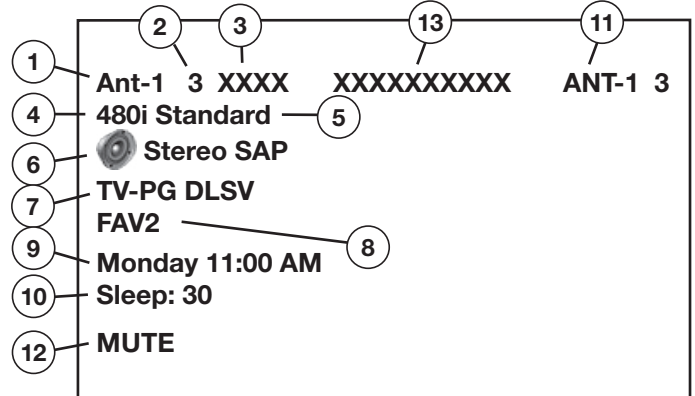 2 3 13 11
1 Ant-1 3 XXXX XXXXXXXXXX ANT-1 3
4 480i Standard 5
6 Stereo SAP
7 TV-PG DLSV
FAV2 8
9 Monday 11:00 AM
10 Sleep: 30
12 MUTE